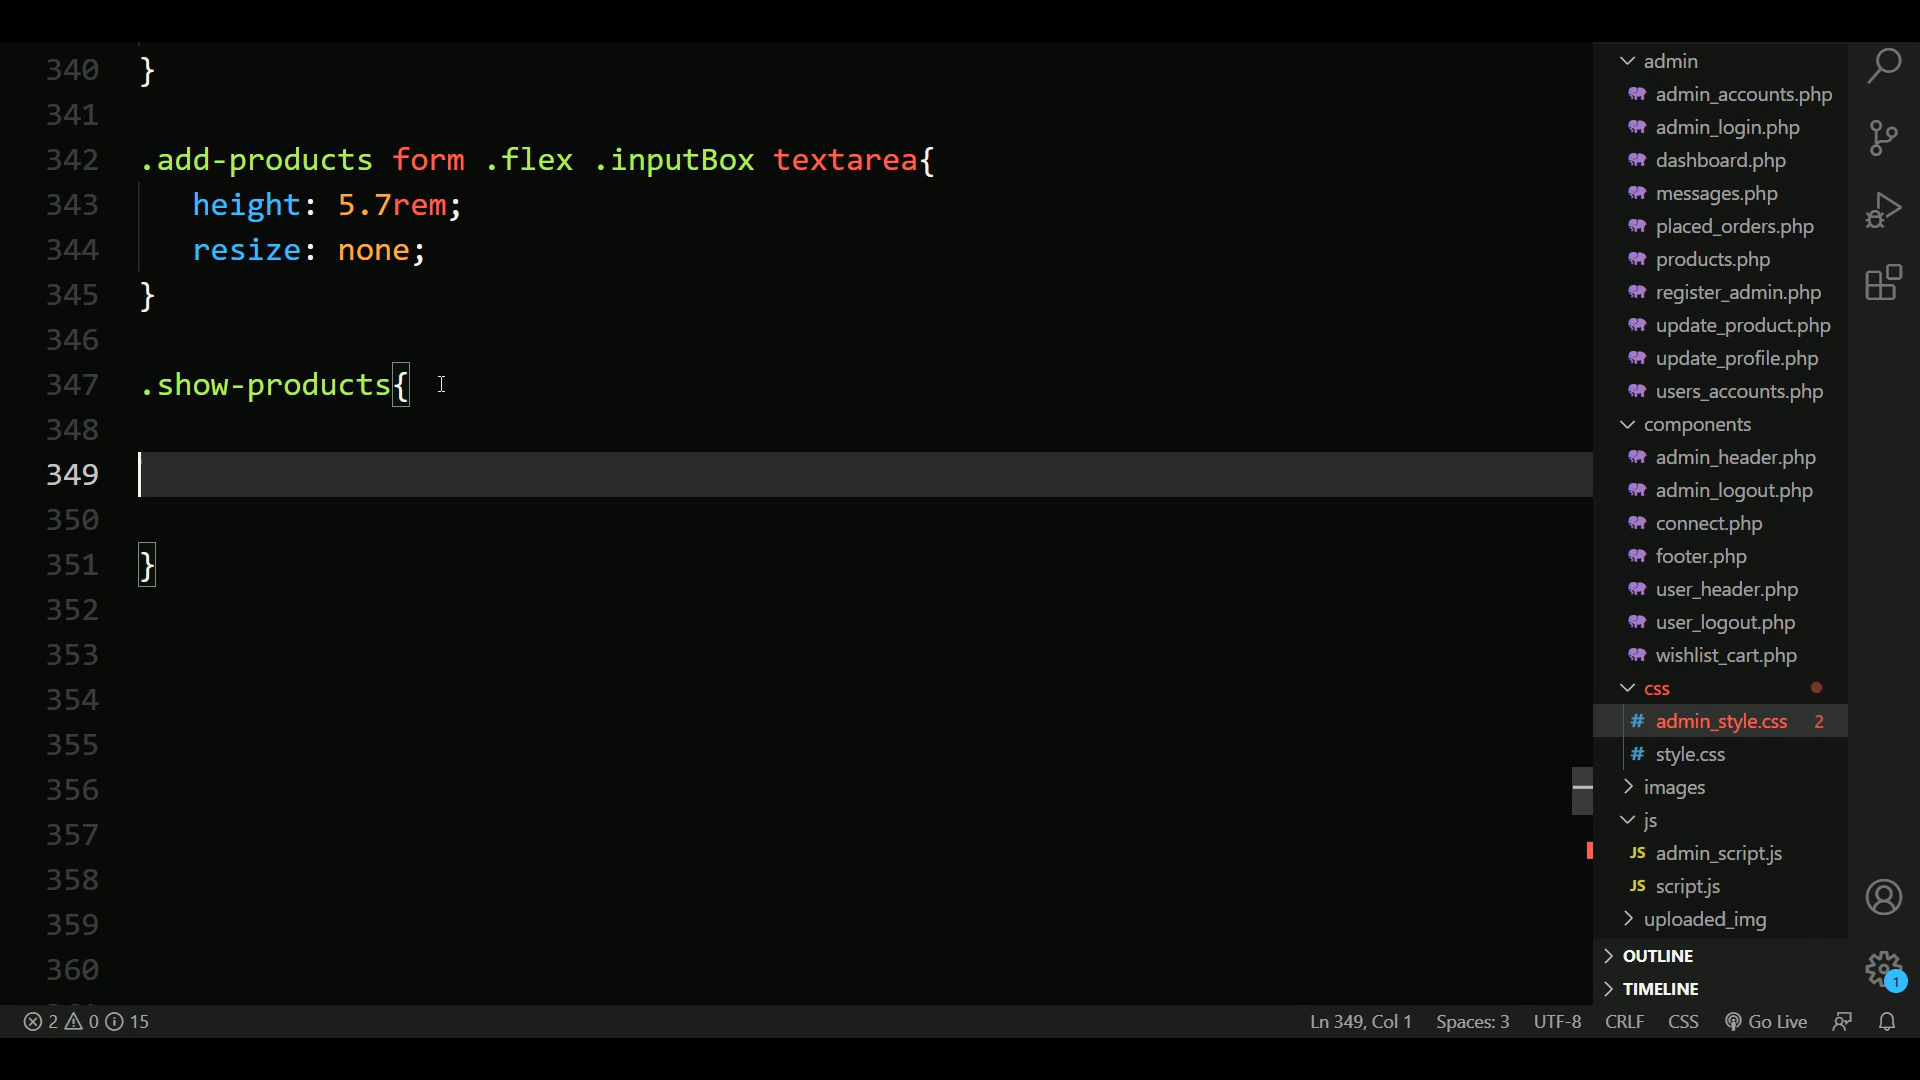 340 }
341
342 .add-products form .flex .inputBox textarea{
343 height: 5.7rem;
344 resize: none;
345 }
346
347 .show-products{
348
349
350
351 }
352
353
354
355
356
357
358
359
360
admin
admin_accounts.php
admin_login.php
dashboard.php
messages.php
placed_orders.php
products.php
register_admin.php
update_product.php
update_profile.php
users_accounts.php
components
admin_header.php
admin_logout.php
connect.php
footer.php
user_header.php
user_logout.php
wishlist_cart.php
css
# admin_style.css 2
# style.css
images
js
JS admin_script.js
JS script.js
uploaded_img
OUTLINE
TIMELINE
1
2 0 15 Ln 349, Col 1 Spaces: 3 UTF-8 CRLF CSS Go Live